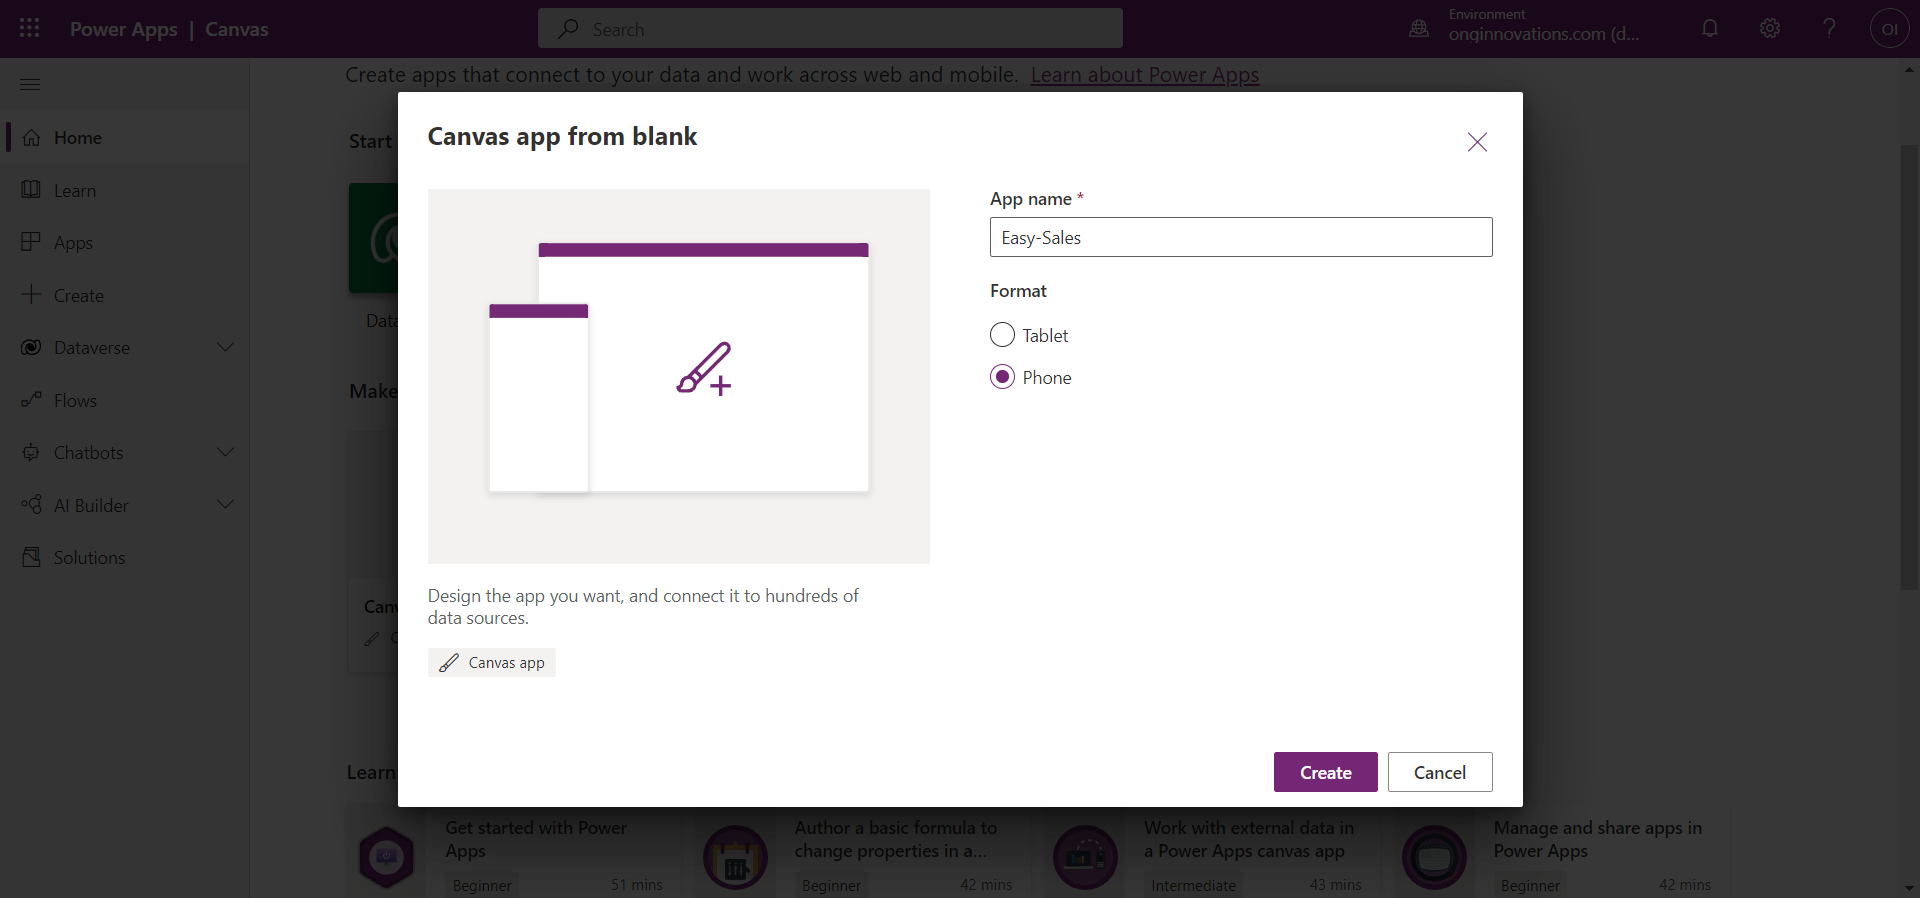 Power Apps | Canvas
Search
Environment
onginnovations.com (d...
OI
Create apps that connect to your data and work across web and mobile. Learn about Power Apps
Home
Learn
Apps
Create
Dataverse
Flows
Chatbots
AI Builder
Solutions
Start
Data
Make
Canv
Learn
Canvas app from blank
Design the app you want, and connect it to hundreds of
data sources.
Canvas app
App name *
Easy-Sales
Format
Tablet
Phone
Create
Cancel
Get started with Power
Apps
Beginner
51 mins
Author a basic formula to
change properties in a...
Beginner
42 mins
Work with external data in
a Power Apps canvas app
Intermediate
43 mins
Manage and share apps in
Power Apps
Beginner
42 mins